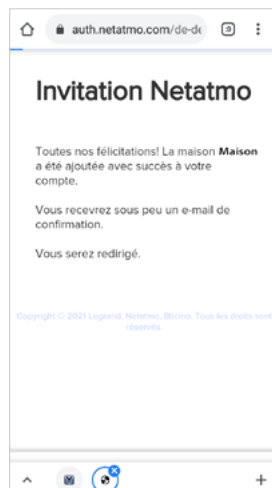 auth.netatmo.com/de-de
Invitation Netatmo
Toutes nos félicitations! La maison Maison
a été ajoutée avec succès à votre
compte.
Vous recevrez sous peu un e-mail de
confirmation.
Vous serez redirigé.
Copyright © 2021 Legrand, Netatmo, Bticino. Tous les droits sont
réservés.